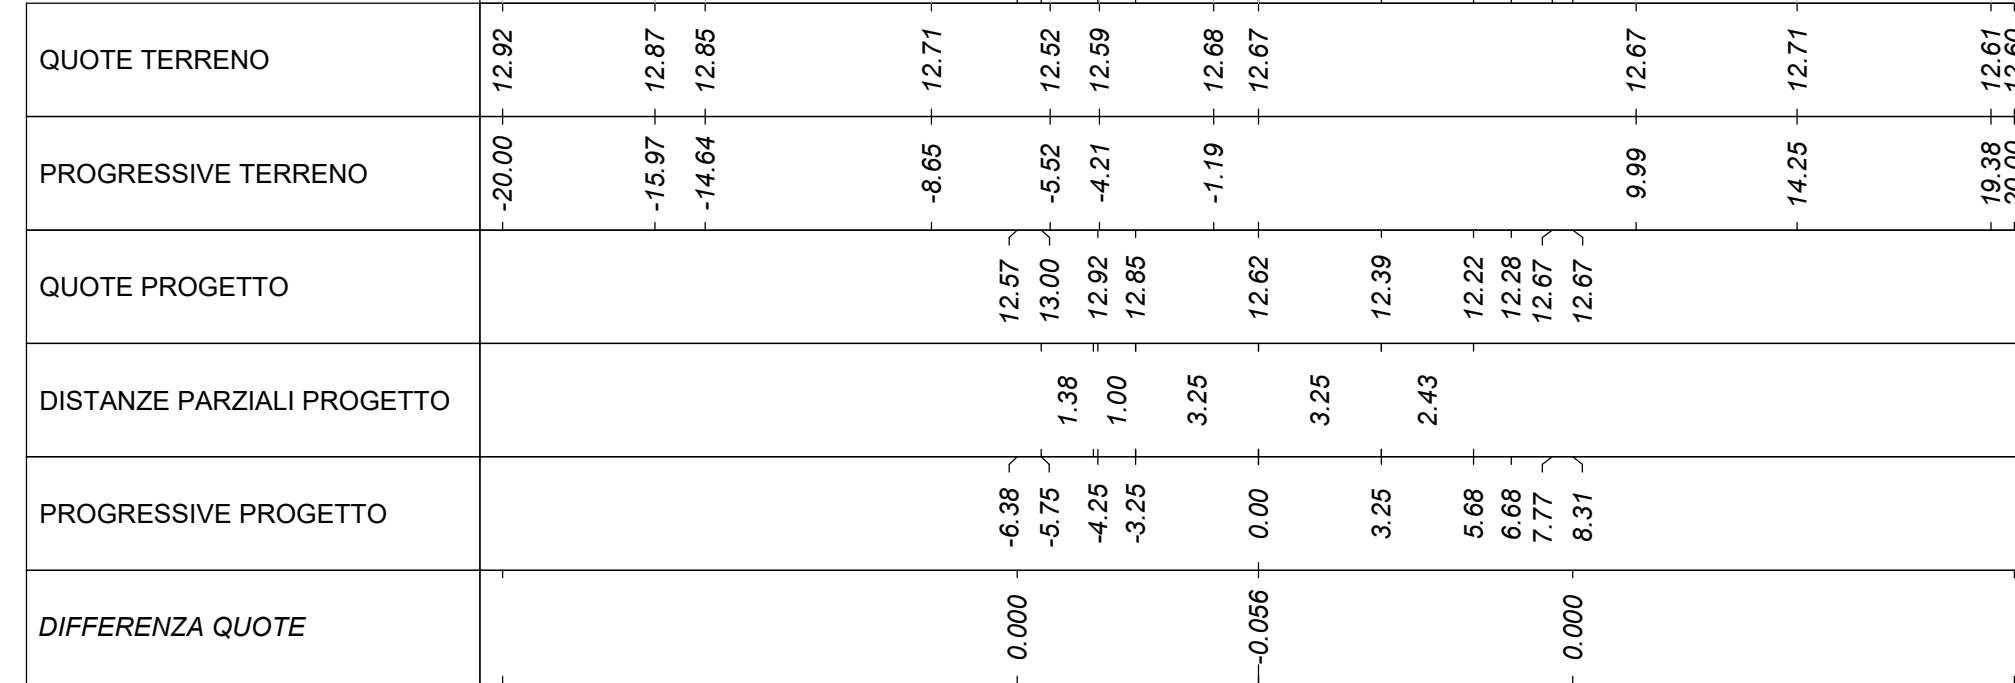 QUOTE TERRENO 12.92 12.87 12.85 12.71 12.52 12.59 12.68 12.67 12.67 12.71 12.61 12.60
PROGRESSIVE TERRENO -20.00 -15.97 -14.64 -8.65 -5.52 -4.21 -1.19 9.99 14.25 19.38 20.00
QUOTE PROGETTO 12.57 13.00 12.92 12.85 12.62 12.39 12.22 12.28 12.67 12.67
DISTANZE PARZIALI PROGETTO 1.38 1.00 3.25 3.25 2.43
PROGRESSIVE PROGETTO -6.38 -5.75 -4.25 -3.25 0.00 3.25 5.68 6.68 7.77 8.31
DIFFERENZA QUOTE 0.000 -0.056 0.000